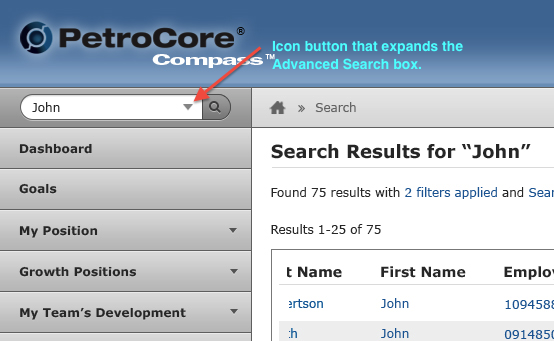 PetroCore®
Compass™
Icon button that expands the
Advanced Search box.
John
» Search
Dashboard
Goals
My Position
Growth Positions
My Team's Development
Search Results for “John”
Found 75 results with 2 filters applied and Sear
Results 1-25 of 75
t Name First Name Employ
ertson John 1094588
th John 0914850